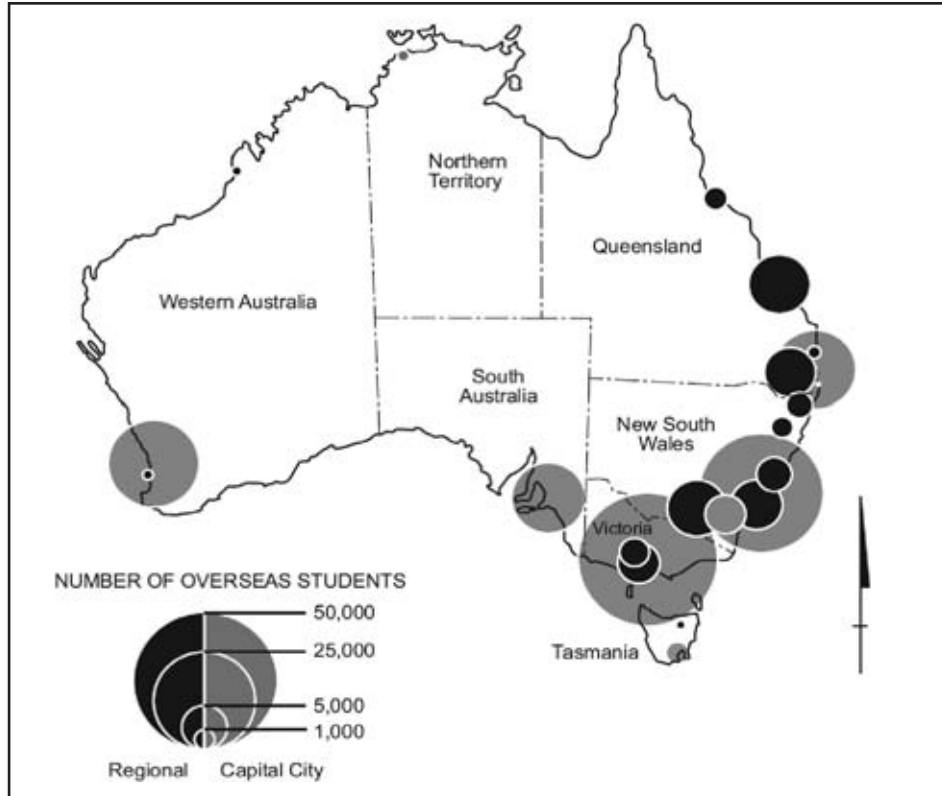 Northern
Territory
Queensland
Western Australia
South
Australia
New South
Wales
Victoria
NUMBER OF OVERSEAS STUDENTS
50,000
25,000
Tasmania
5,000
1,000
Regional
Capital City